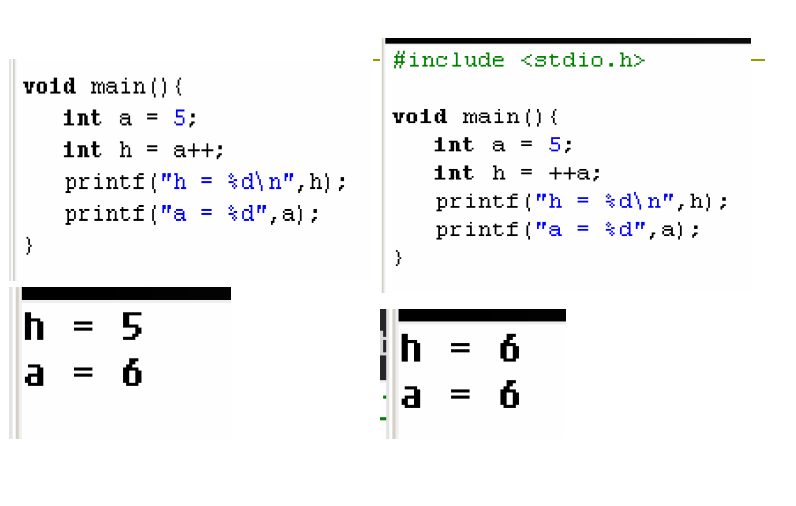 void main(){
int a = 5;
int h = a++;
printf("h = %d\n",h);
printf("a = %d",a);
}
h = 5
a = 6
#include <stdio.h>
void main(){
int a = 5;
int h = ++a;
printf("h = %d\n",h);
printf("a = %d",a);
}
h = 6
a = 6